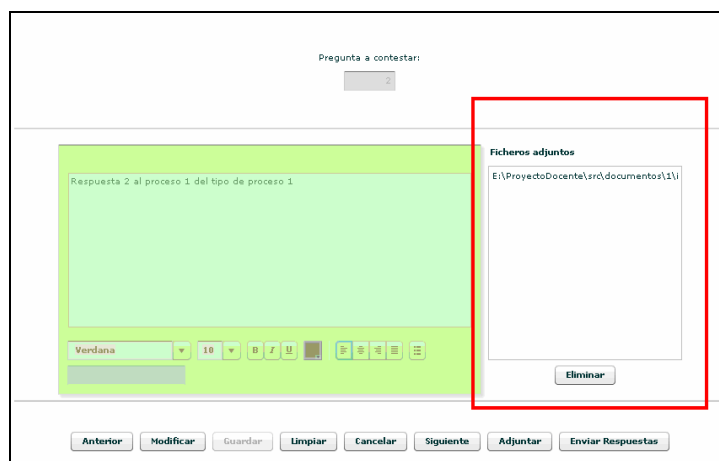 Pregunta a contestar:
2
Ficheros adjuntos
Respuesta 2 al proceso 1 del tipo de proceso 1
E:\ProyectoDocente\src\documentos\1\i
Verdana 10 B I U
Eliminar
Anterior Modificar Guardar Limpiar Cancelar Siguiente Adjuntar Enviar Respuestas